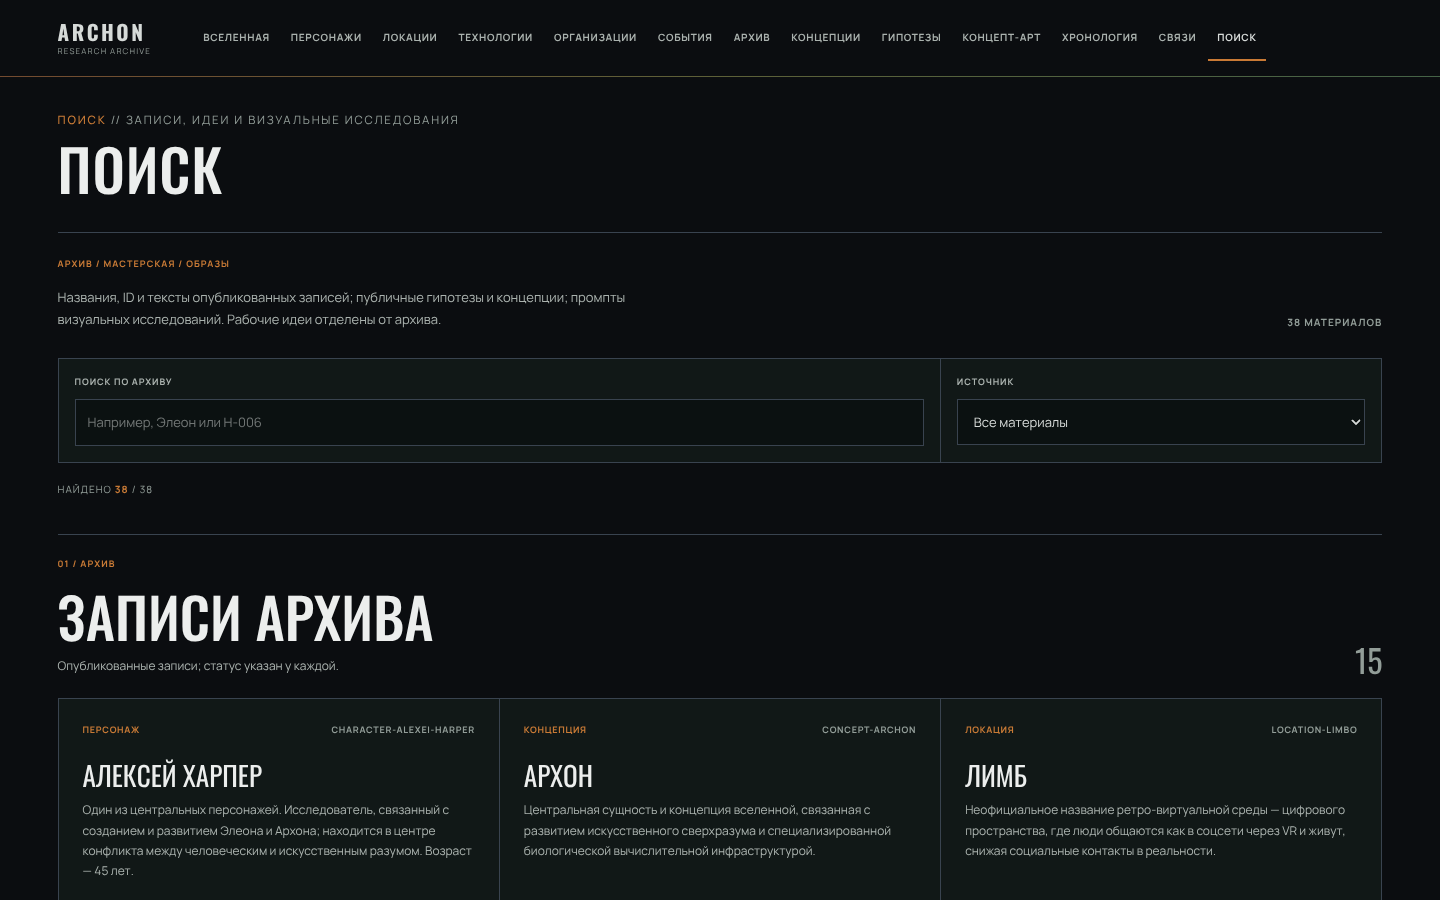 ARCHON
RESEARCH ARCHIVE
ВСЕЛЕННАЯ ПЕРСОНАЖИ ЛОКАЦИИ ТЕХНОЛОГИИ ОРГАНИЗАЦИИ СОБЫТИЯ АРХИВ КОНЦЕПЦИИ ГИПОТЕЗЫ КОНЦЕПТ-АРТ ХРОНОЛОГИЯ СВЯЗИ ПОИСК
ПОИСК // ЗАПИСИ, ИДЕИ И ВИЗУАЛЬНЫЕ ИССЛЕДОВАНИЯ
ПОИСК
АРХИВ / МАСТЕРСКАЯ / ОБРАЗЫ
Названия, ID и тексты опубликованных записей; публичные гипотезы и концепции; промпты
визуальных исследований. Рабочие идеи отделены от архива.
38 МАТЕРИАЛОВ
ПОИСК ПО АРХИВУ
Например, Элеон или H-006
ИСТОЧНИК
Все материалы
НАЙДЕНО 38 / 38
01 / АРХИВ
ЗАПИСИ АРХИВА
Опубликованные записи; статус указан у каждой.
15
ПЕРСОНАЖ CHARACTER-ALEXEI-HARPER
АЛЕКСЕЙ ХАРПЕР
Один из центральных персонажей. Исследователь, связанный с
созданием и развитием Элеона и Архона; находится в центре
конфликта между человеческим и искусственным разумом. Возраст
— 45 лет.
КОНЦЕПЦИЯ CONCEPT-ARCHON
АРХОН
Центральная сущность и концепция вселенной, связанная с
развитием искусственного сверхразума и специализированной
биологической вычислительной инфраструктурой.
ЛОКАЦИЯ LOCATION-LIMBO
ЛИМБ
Неофициальное название ретро-виртуальной среды — цифрового
пространства, где люди общаются как в соцсети через VR и живут,
снижая социальные контакты в реальности.